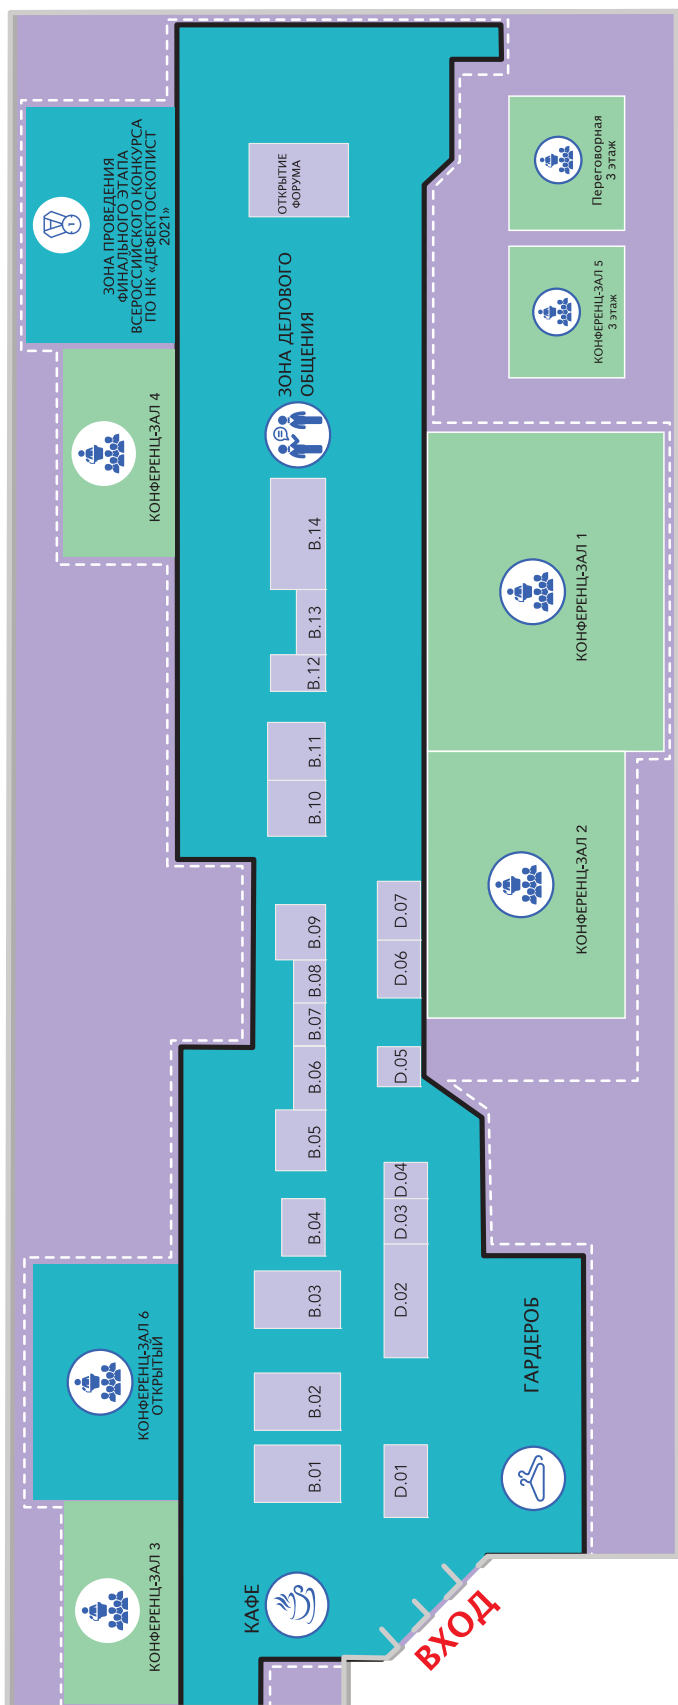 ОТКРЫТИЕ
ФОРУМА
ЗОНА ПРОВЕДЕНИЯ
ФИНАЛЬНОГО ЭТАПА
ВСЕРОССИЙСКОГО КОНКУРСА
ПО НК «ДЕФЕКТОСКОПИСТ
2021»
Переговорная
3 этаж
КОНФЕРЕНЦ-ЗАЛ 5
3 этаж
ЗОНА ДЕЛОВОГО
ОБЩЕНИЯ
КОНФЕРЕНЦ-ЗАЛ 4
B.14
B.13
B.12
КОНФЕРЕНЦ-ЗАЛ 1
B.11
B.10
КОНФЕРЕНЦ-ЗАЛ 2
B.09
B.08
B.07
B.06
B.05
D.07
D.06
D.05
B.04
B.03
D.04
D.03
D.02
КОНФЕРЕНЦ-ЗАЛ 6
ОТКРЫТЫЙ
B.02
B.01
D.01
ГАРДЕРОБ
КОНФЕРЕНЦ-ЗАЛ 3
КАФЕ
ВХОД